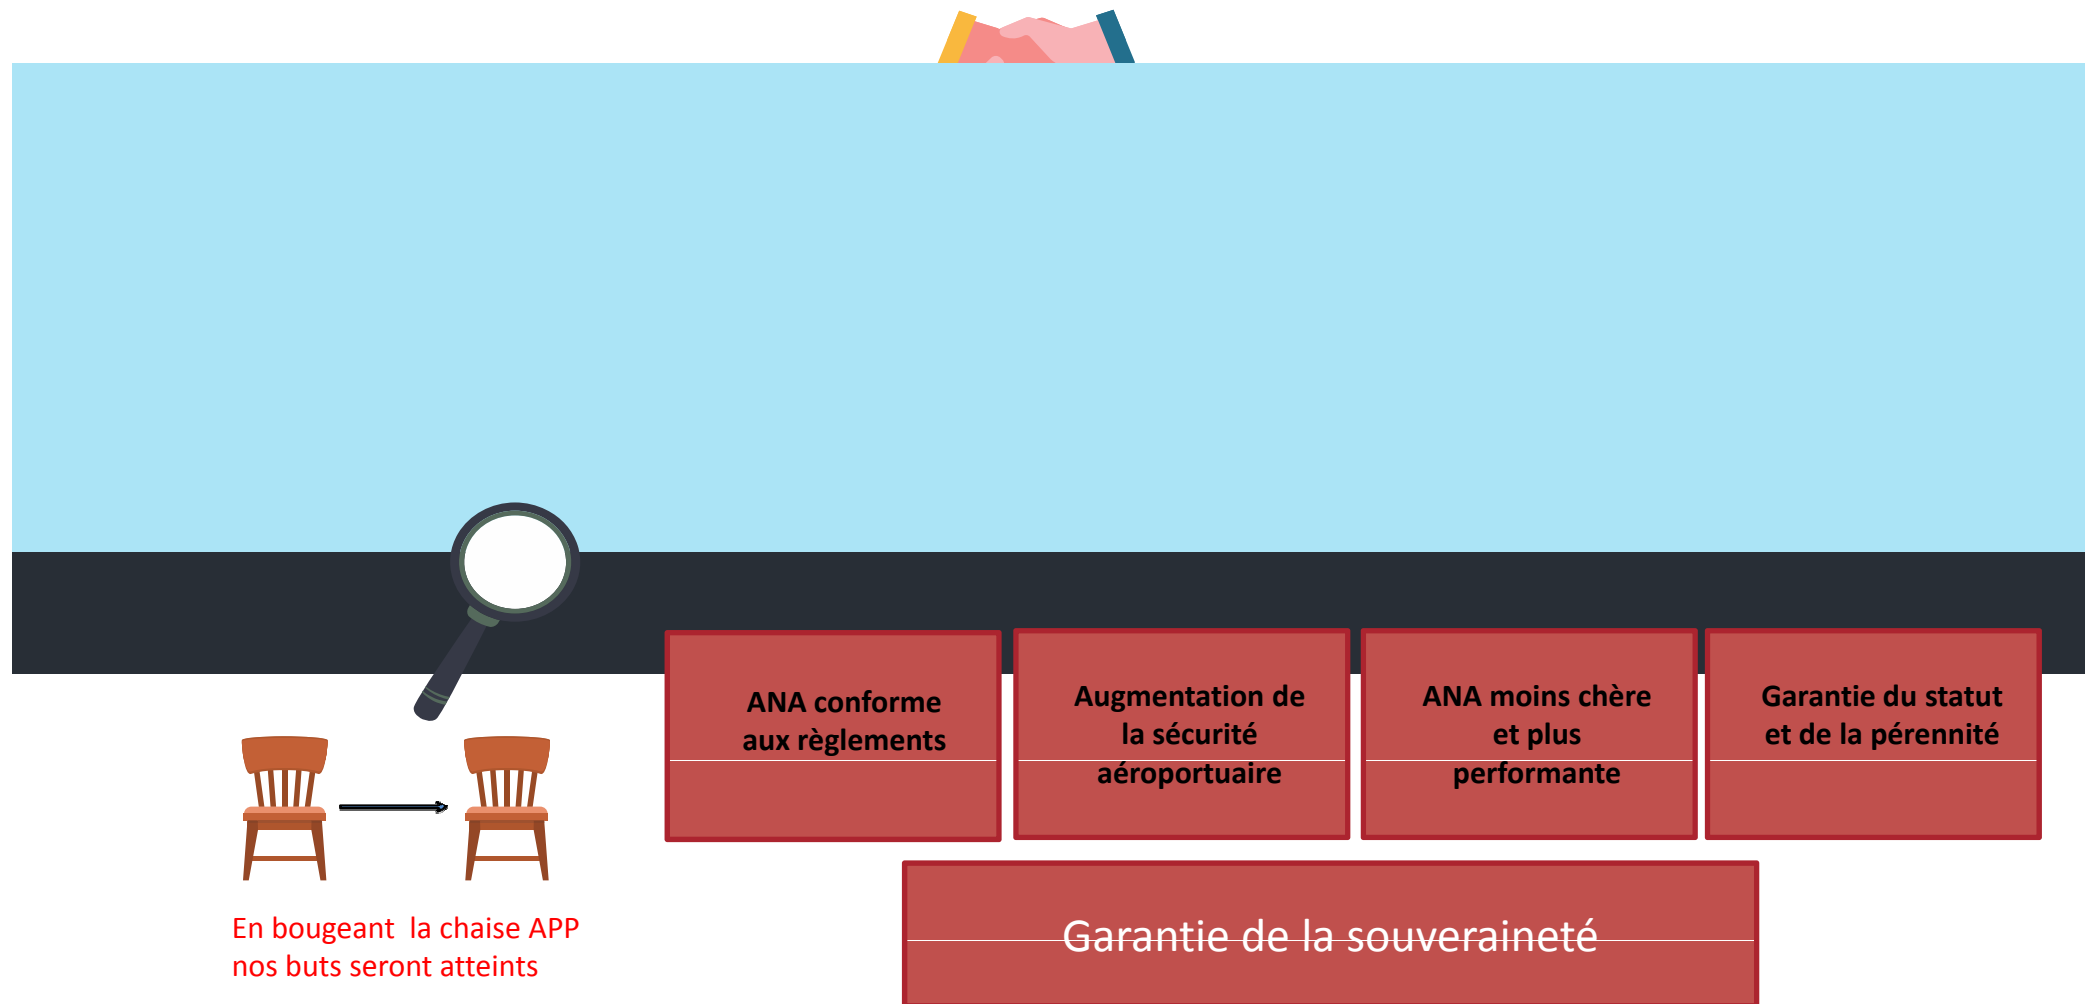 ANA conforme
aux règlements
Augmentation de
la sécurité
aéroportuaire
ANA moins chère
et plus
performante
Garantie du statut
et de la pérennité
En bougeant  la chaise APP
nos buts seront atteints
Garantie de la souveraineté